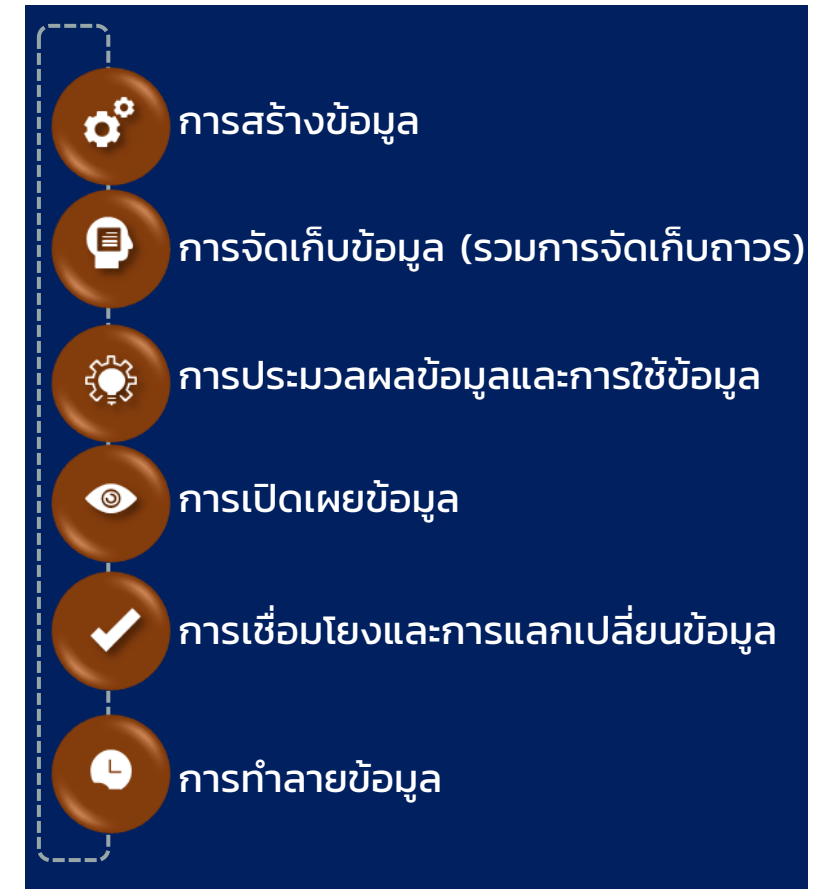 การสร้างข้อมูล
การจัดเก็บข้อมูล (รวมการจัดเก็บถาวร)
การประมวลผลข้อมูลและการใช้ข้อมูล
การเปิดเผยข้อมูล
การเชื่อมโยงและการแลกเปลี่ยนข้อมูล
การทำลายข้อมูล